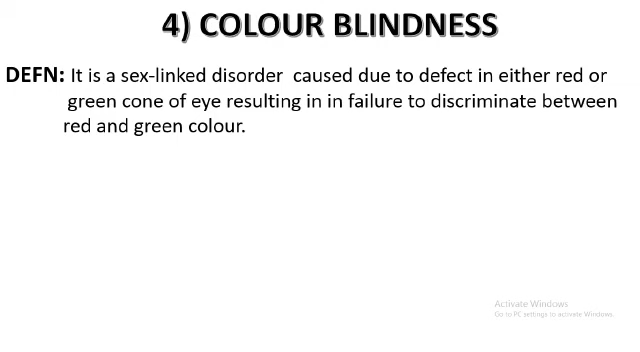 4) COLOUR BLINDNESS
DEFN: It is a sex-linked disorder caused due to defect in either red or
green cone of eye resulting in in failure to discriminate between
red and green colour.
Activate Windows
Go to PC settings to activate Windows.